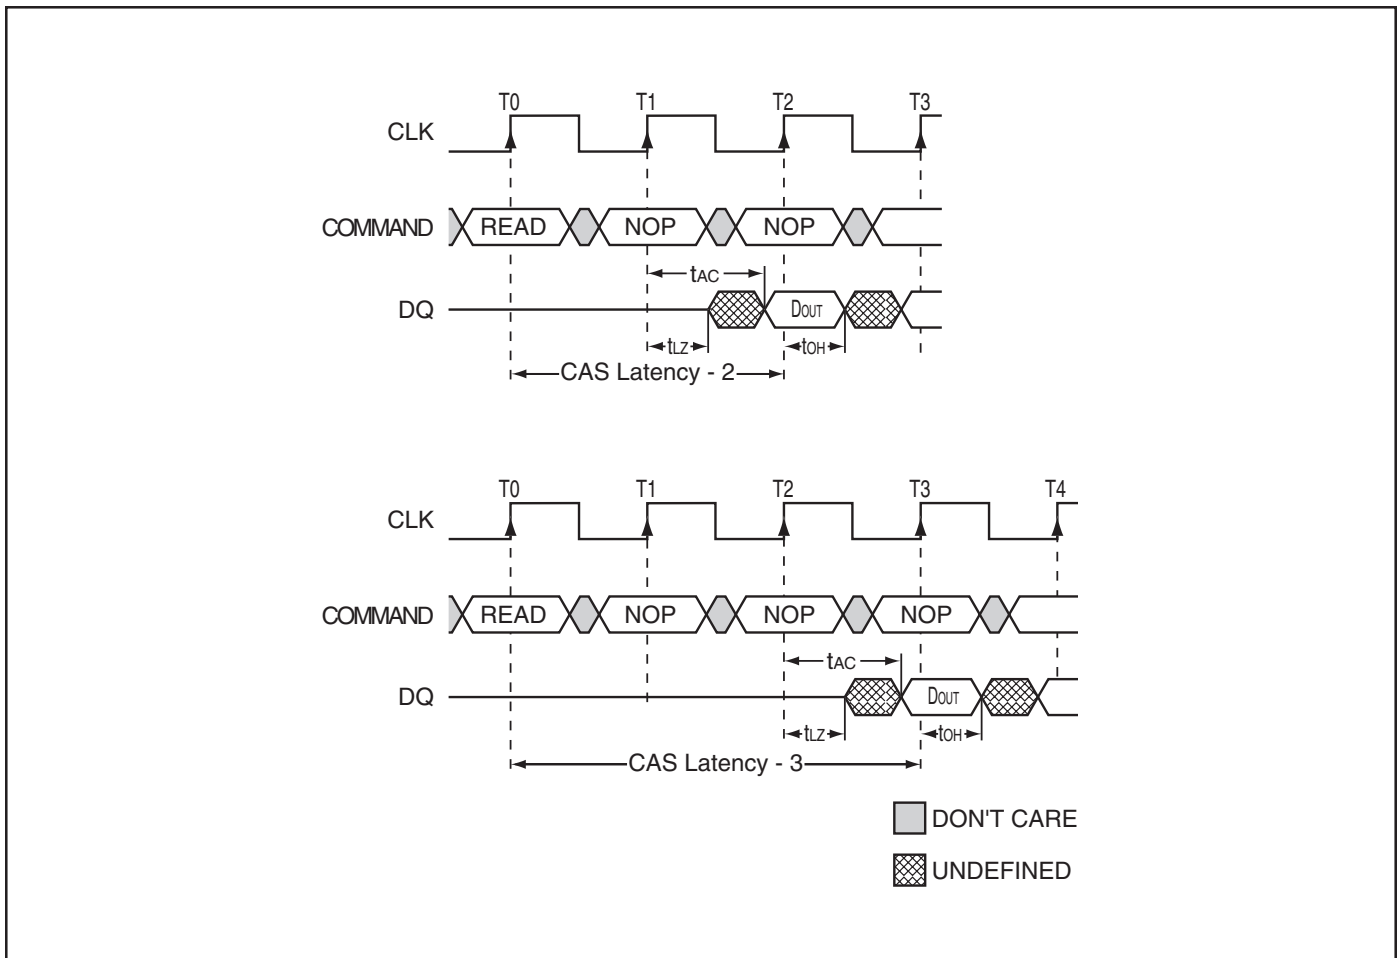 T0 T1 T2 T3
CLK
COMMAND READ NOP NOP
tAC
DQ DOUT
tLZ tOH
CAS Latency - 2
T0 T1 T2 T3 T4
CLK
COMMAND READ NOP NOP NOP
tAC
DQ DOUT
tLZ tOH
CAS Latency - 3
DON'T CARE
UNDEFINED